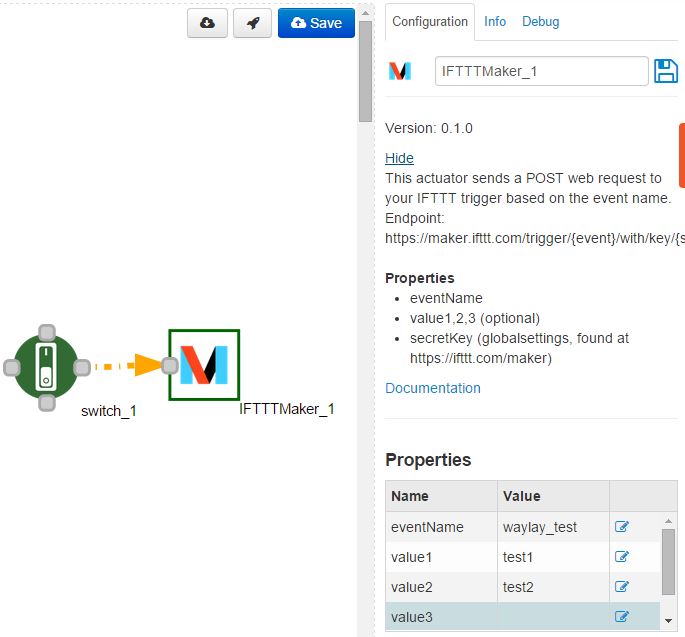 Save
switch_1
IFTTTMaker_1
Configuration
Info
Debug
IFTTTMaker_1
Version: 0.1.0
Hide
This actuator sends a POST web request to
your IFTTT trigger based on the event name.
Endpoint:
https://maker.ifttt.com/trigger/{event}/with/key/{s
Properties
• eventName
• value1,2,3 (optional)
• secretKey (globalsettings, found at
https://ifttt.com/maker)
Documentation
Properties
Name Value
eventName waylay_test
value1 test1
value2 test2
value3